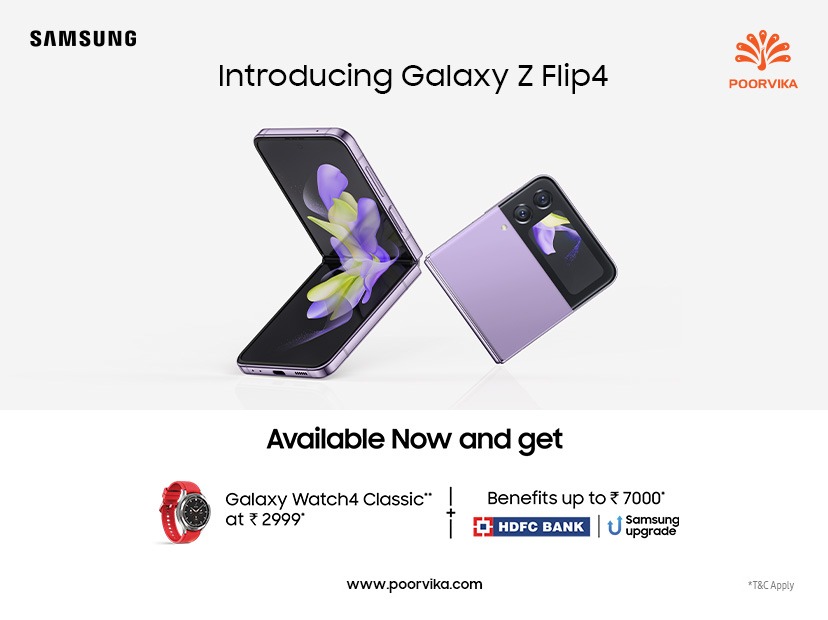 SAMSUNG
POORVIKA
Introducing Galaxy Z Flip4
Available Now and get
Galaxy Watch4 Classic**
at ₹ 2999*
+
Benefits up to ₹ 7000*
HDFC BANK
Samsung
upgrade
www.poorvika.com
*T&C Apply